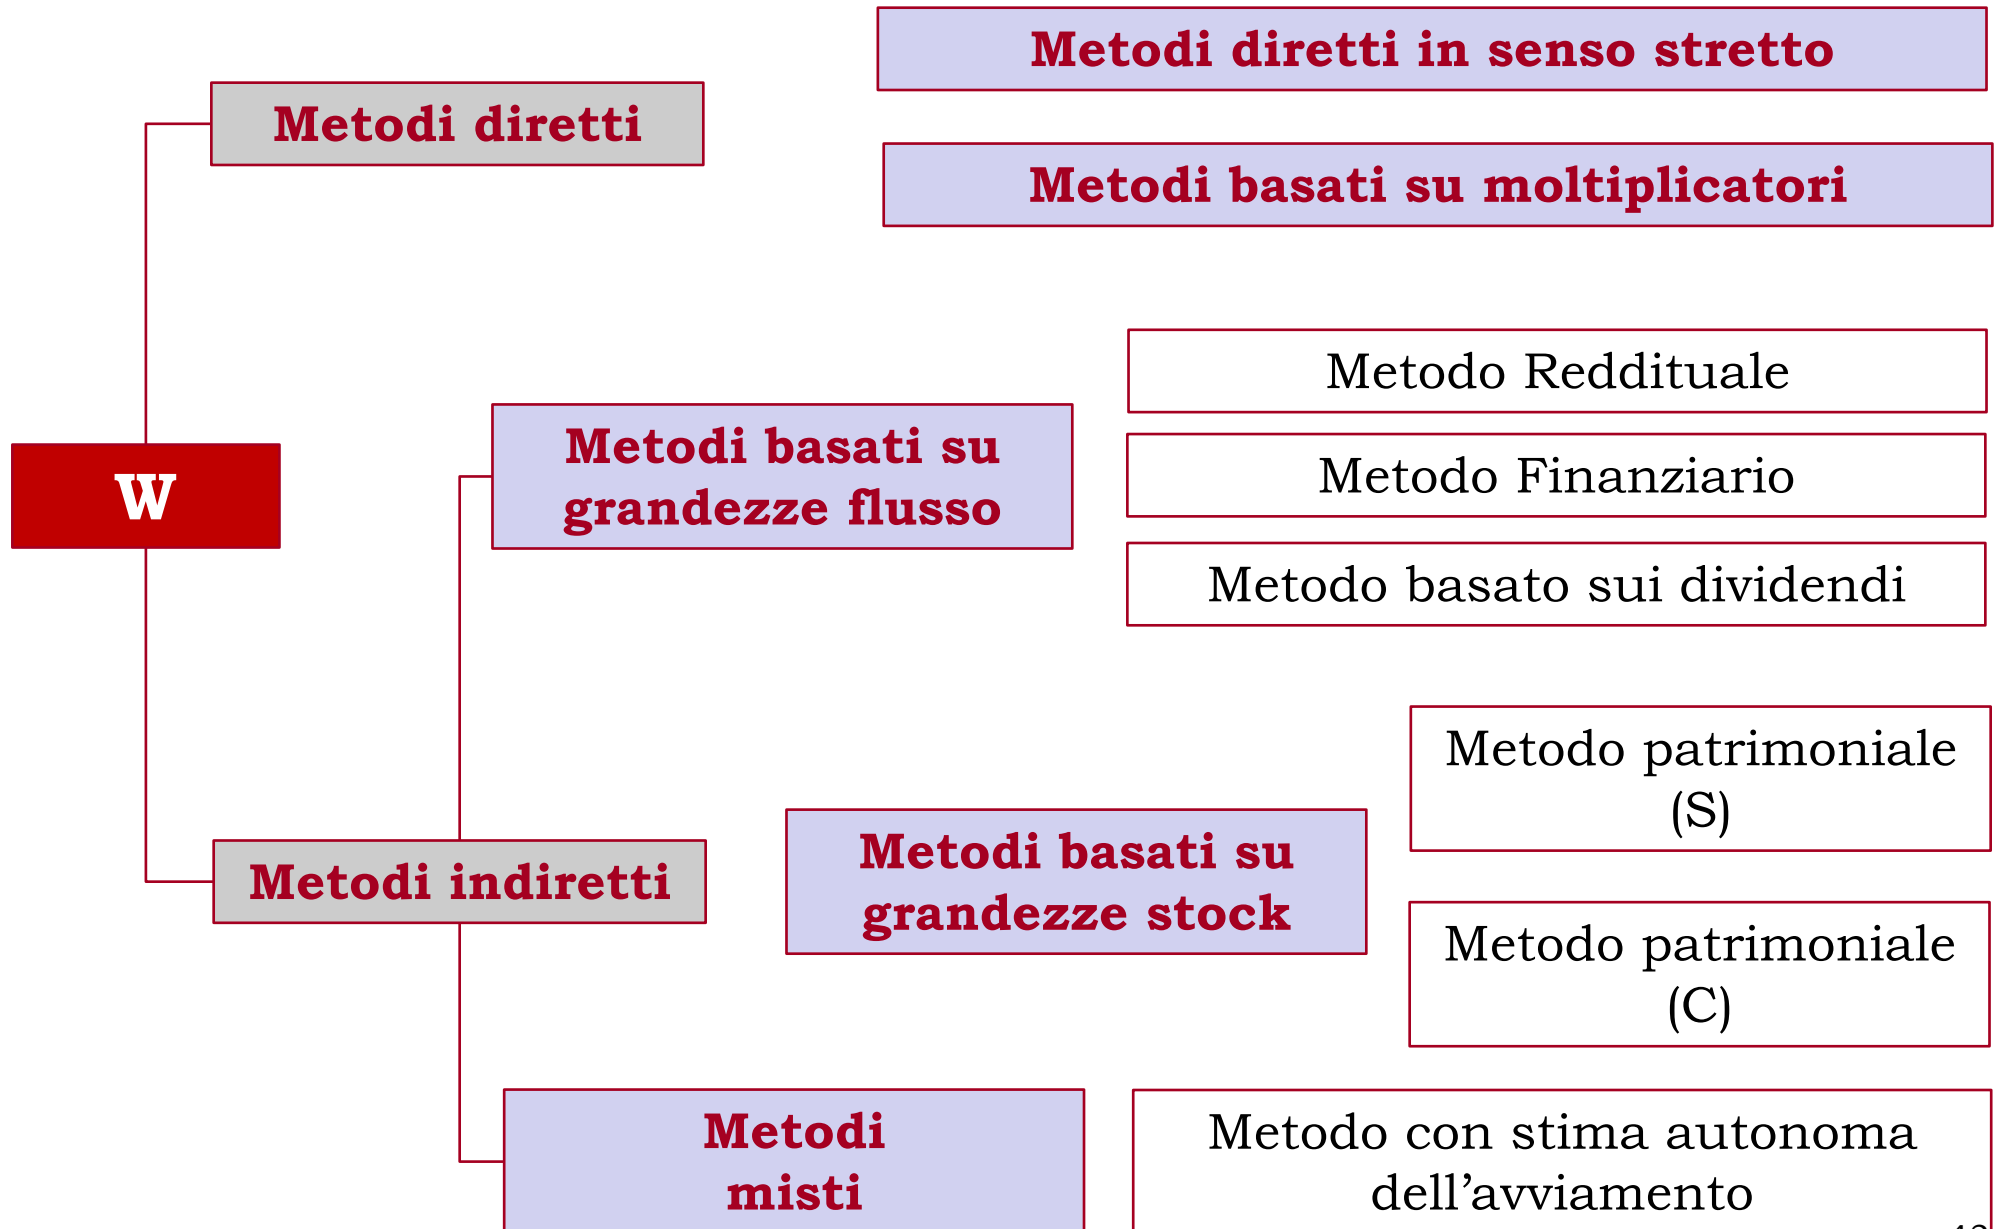 Metodi diretti in senso stretto
Metodi diretti
Metodi basati su moltiplicatori
Metodo Reddituale
Metodi basati su
grandezze flusso
Metodo Finanziario
W
Metodo basato sui dividendi
Metodo patrimoniale
(S)
Metodi basati su
grandezze stock
Metodi indiretti
Metodo patrimoniale
(C)
Metodi
misti
Metodo con stima autonoma
dell’avviamento